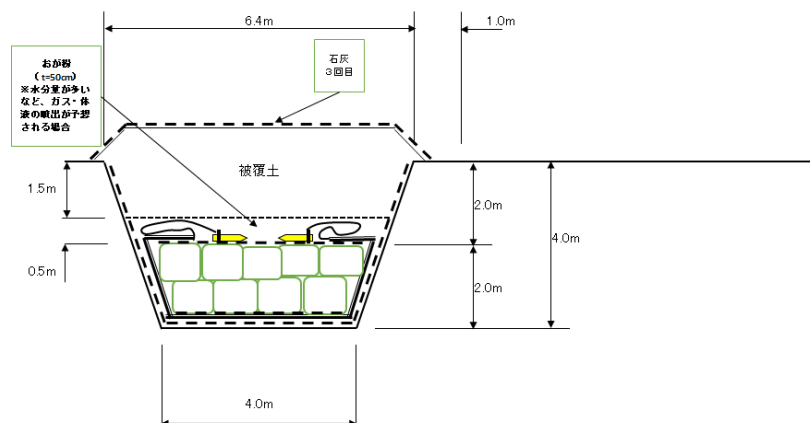 6.4m
1.0m
おが粉
（t=50cm）
※水分量が多い
など、ガス・体
液の噴出が予想
される場合
石灰
３回目
被覆土
1.5m
0.5m
2.0m
4.0m
2.0m
4.0m